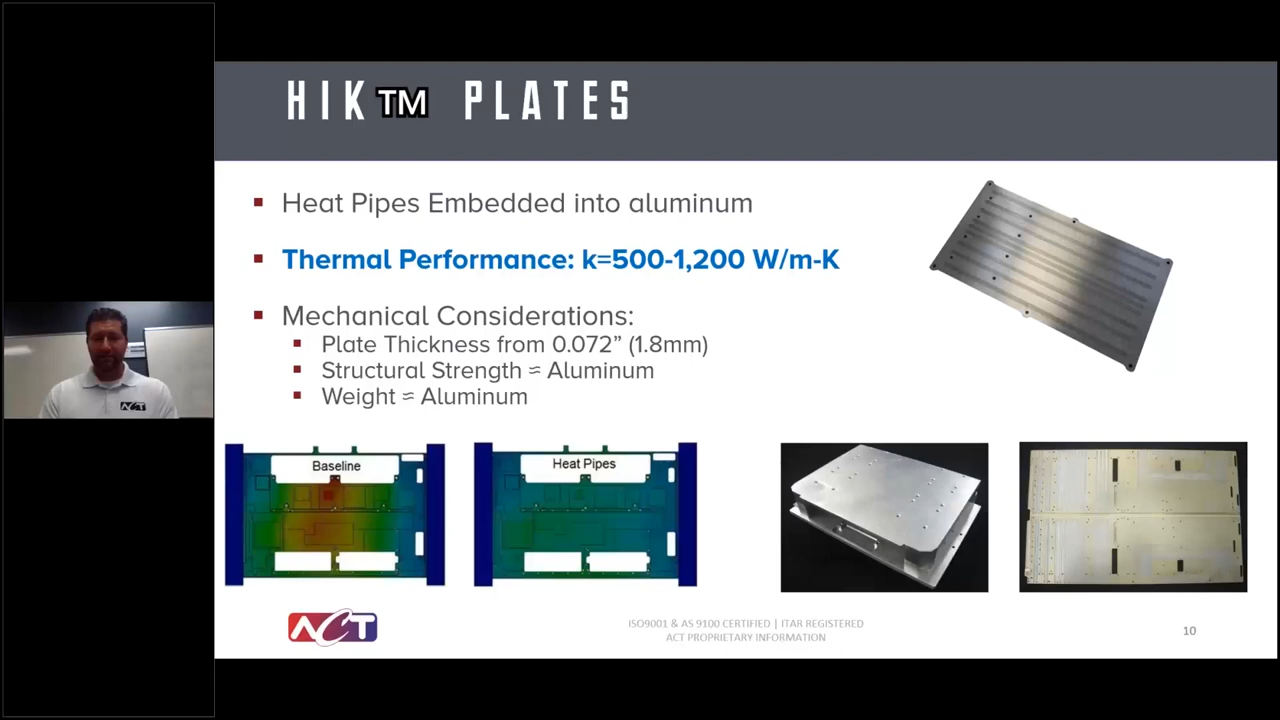 HIK™ PLATES
▪ Heat Pipes Embedded into aluminum
▪ Thermal Performance: k=500-1,200 W/m-K
▪ Mechanical Considerations:
▪ Plate Thickness from 0.072” (1.8mm)
▪ Structural Strength ≈ Aluminum
▪ Weight ≈ Aluminum
Baseline
Heat Pipes
ACT
ACT
ISO9001 & AS 9100 CERTIFIED | ITAR REGISTERED
ACT PROPRIETARY INFORMATION
10